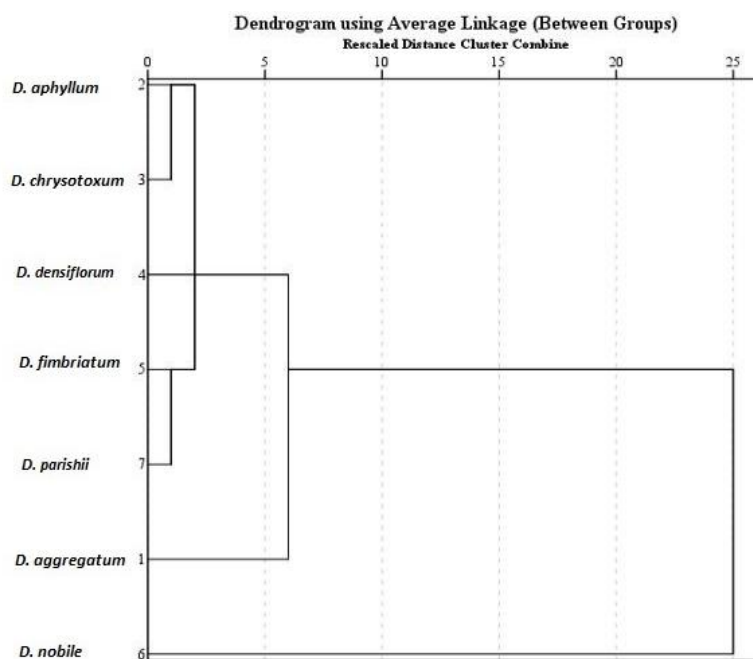 Dendrogram using Average Linkage (Between Groups)
Rescaled Distance Cluster Combine
0 5 10 15 20 25
D. aphyllum 2
D. chrysotoxum 3
D. densiflorum 4
D. fimbriatum 5
D. parishii 7
D. aggregatum 1
D. nobile 6